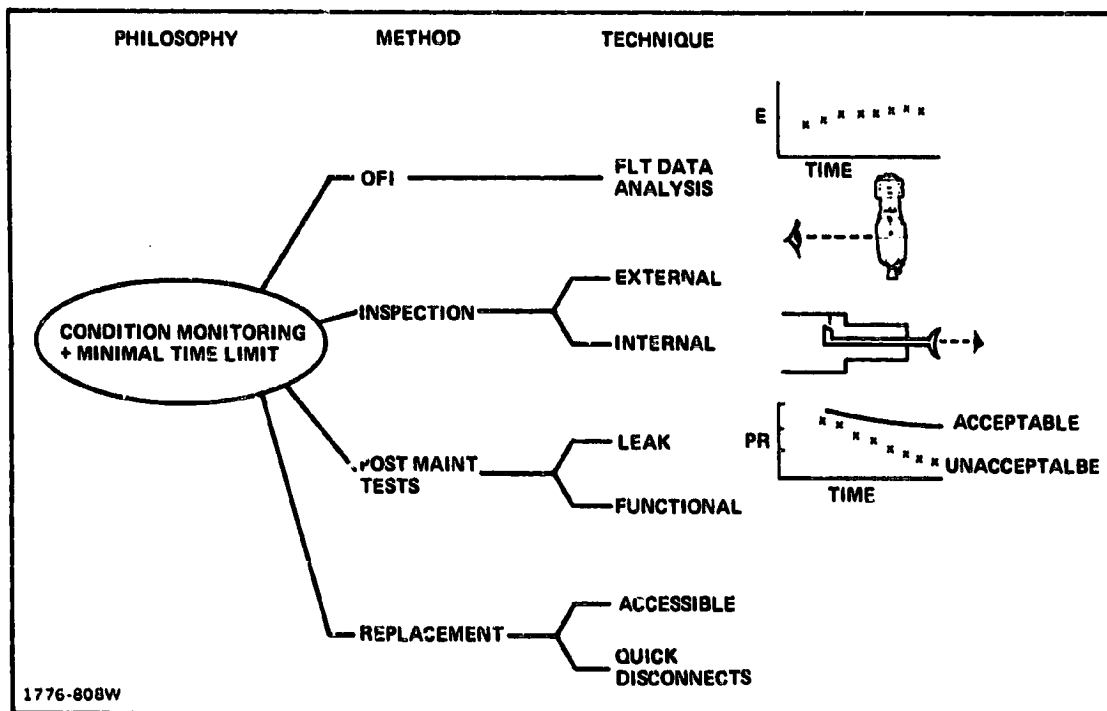 PHILOSOPHY METHOD TECHNIQUE
E
TIME
OFI
FLT DATA
ANALYSIS
EXTERNAL
INSPECTION
INTERNAL
CONDITION MONITORING
+ MINIMAL TIME LIMIT
PR
ACCEPTABLE
UNACCEPTALBE
TIME
LEAK
POST MAINT
TESTS
FUNCTIONAL
ACCESSIBLE
REPLACEMENT
QUICK
DISCONNECTS
1776-808W